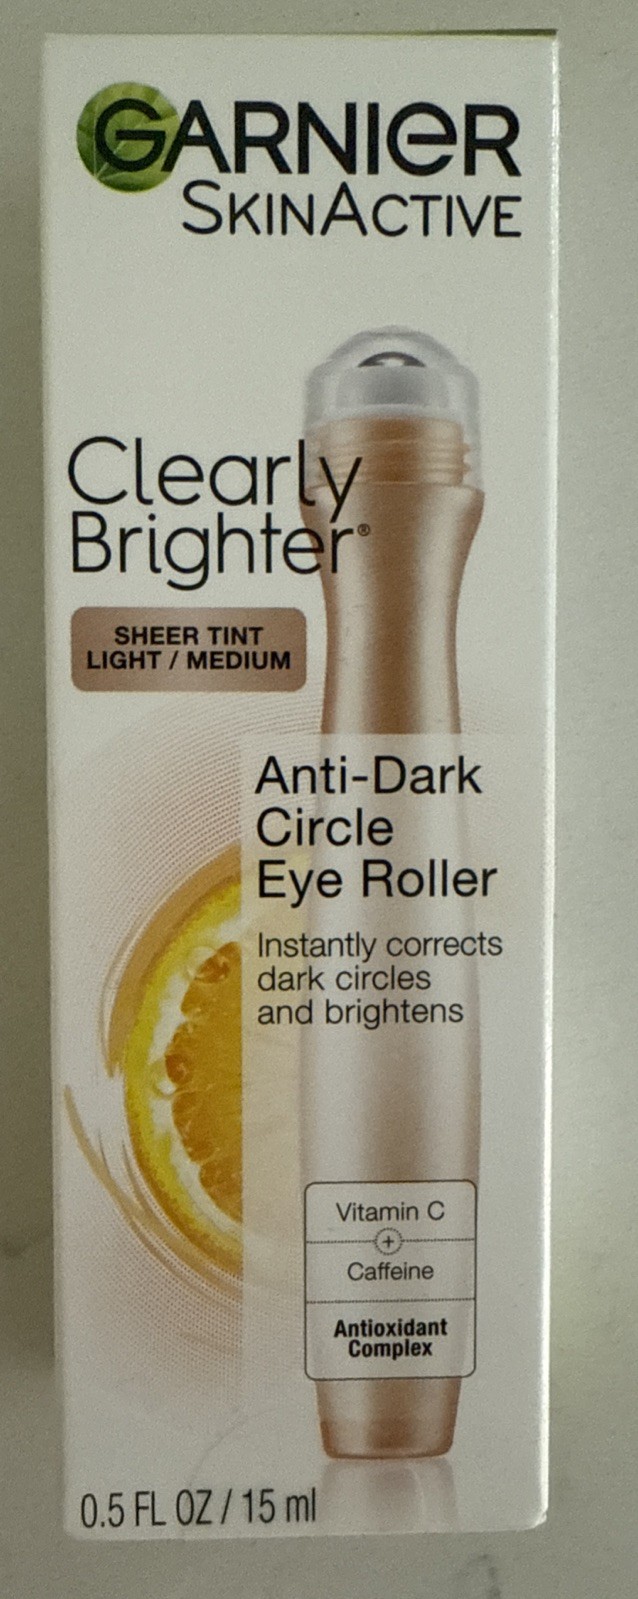 GARNIER
SKINACTIVE
Clearly
Brighter®
SHEER TINT
LIGHT / MEDIUM
Anti-Dark
Circle
Eye Roller
Instantly corrects
dark circles
and brightens
Vitamin C
+
Caffeine
Antioxidant
Complex
0.5 FL OZ / 15 ml